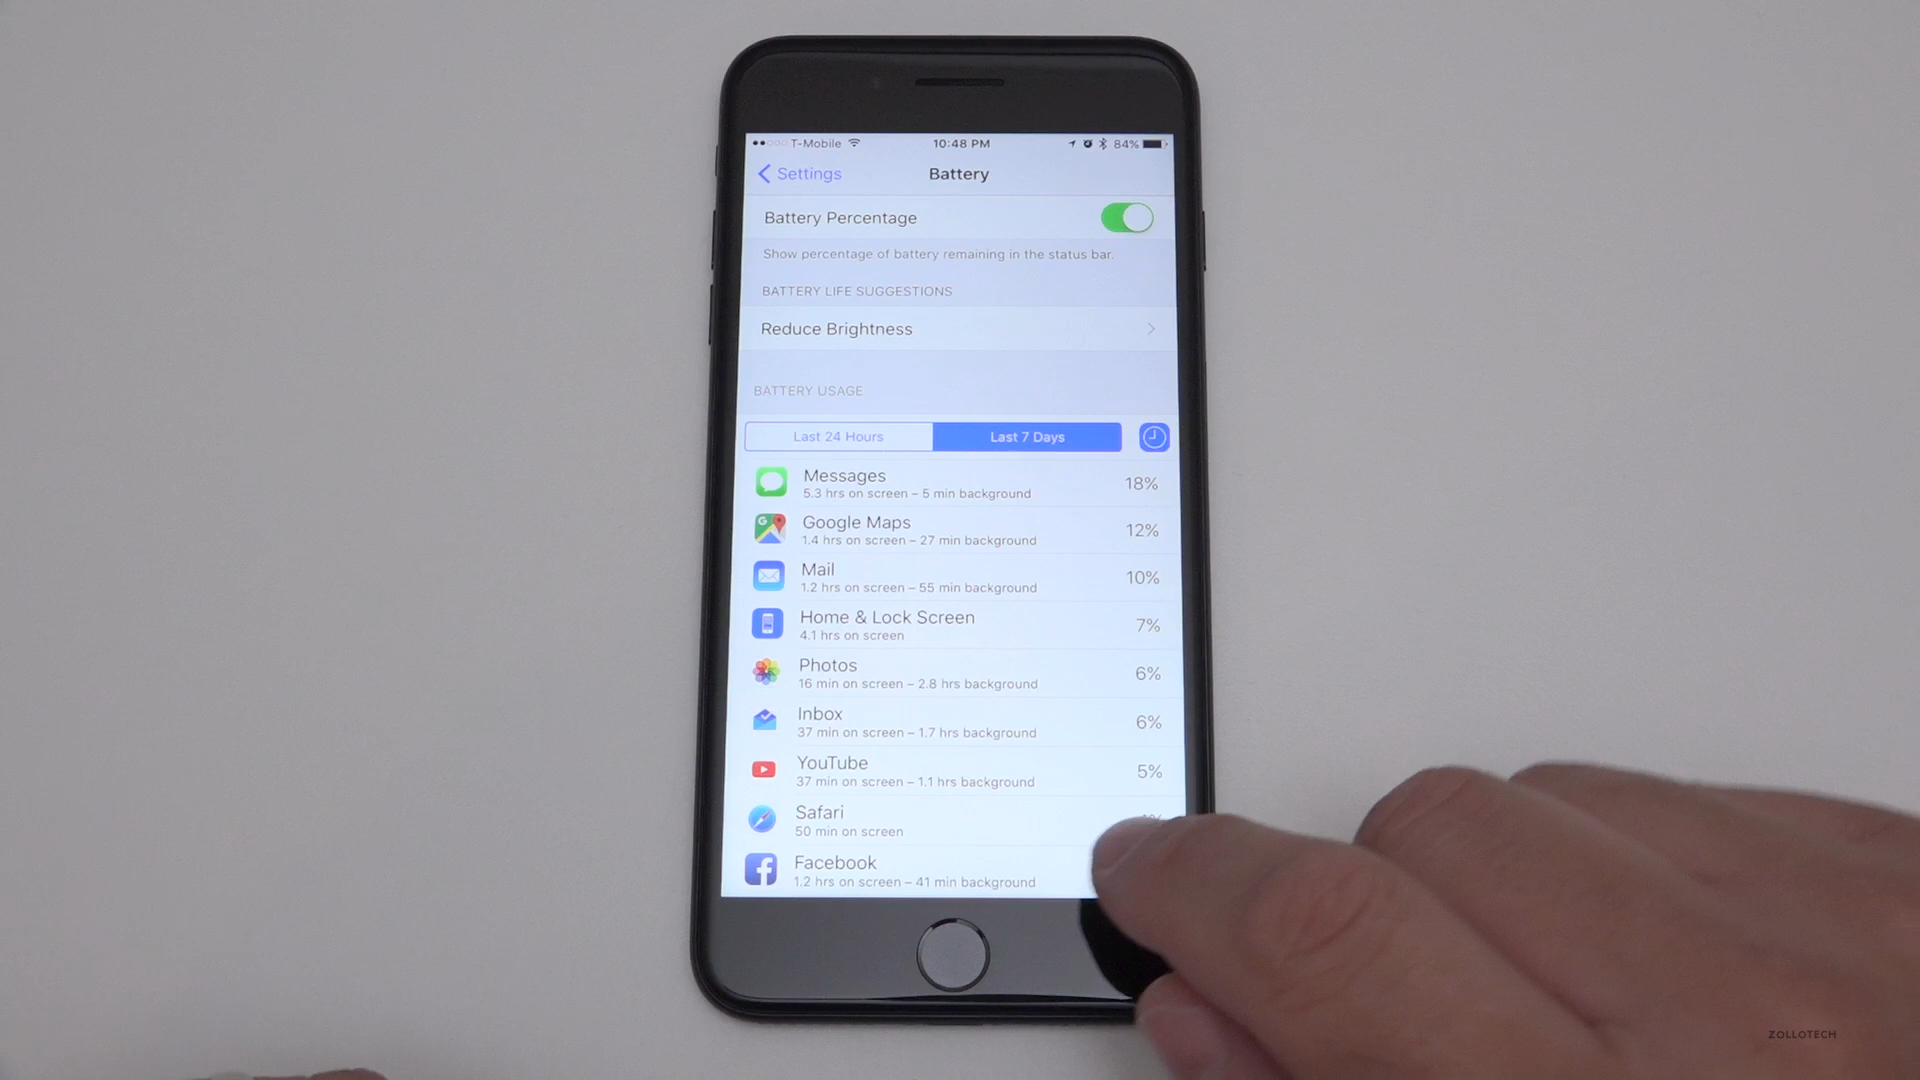 T-Mobile 10:48 PM 84%
Settings Battery
Battery Percentage
Show percentage of battery remaining in the status bar.
BATTERY LIFE SUGGESTIONS
Reduce Brightness
BATTERY USAGE
Last 24 Hours Last 7 Days
Messages 18%
5.3 hrs on screen – 5 min background
Google Maps 12%
1.4 hrs on screen – 27 min background
Mail 10%
1.2 hrs on screen – 55 min background
Home & Lock Screen 7%
4.1 hrs on screen
Photos 6%
16 min on screen – 2.8 hrs background
Inbox 6%
37 min on screen – 1.7 hrs background
YouTube 5%
37 min on screen – 1.1 hrs background
Safari
50 min on screen
Facebook
1.2 hrs on screen – 41 min background
ZOLLOTECH